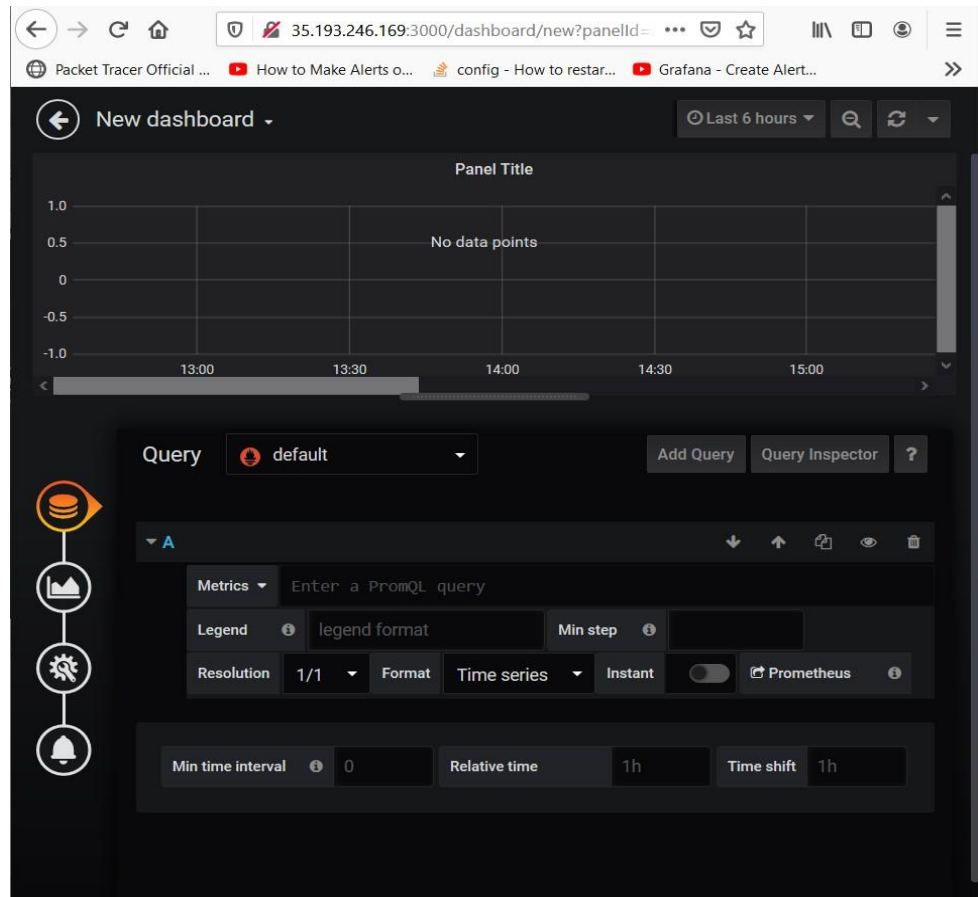 35.193.246.169:3000/dashboard/new?panelId=
Packet Tracer Official ... How to Make Alerts o... config - How to restar... Grafana - Create Alert...
New dashboard
Last 6 hours
Panel Title
1.0
0.5
No data points
0
-0.5
-1.0
13:00 13:30 14:00 14:30 15:00
Query default Add Query Query Inspector ?
A
Metrics Enter a PromQL query
Legend legend format Min step
Resolution 1/1 Format Time series Instant Prometheus
Min time interval 0 Relative time 1h Time shift 1h